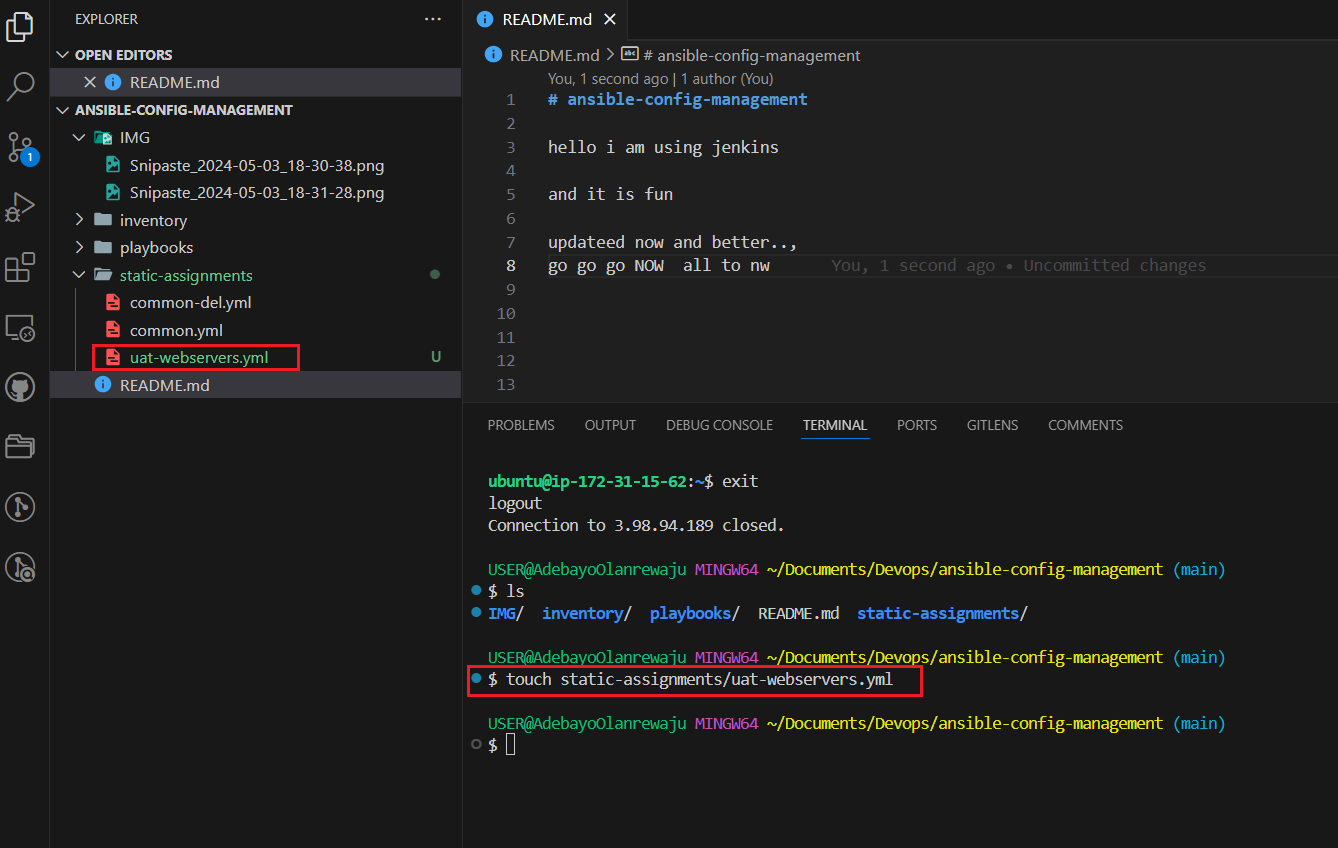 EXPLORER
OPEN EDITORS
README.md
ANSIBLE-CONFIG-MANAGEMENT
IMG
Snipaste_2024-05-03_18-30-38.png
Snipaste_2024-05-03_18-31-28.png
inventory
playbooks
static-assignments
common-del.yml
common.yml
uat-webservers.yml U
README.md
1
README.md
README.md > # ansible-config-management
You, 1 second ago | 1 author (You)
1 # ansible-config-management
2
3 hello i am using jenkins
4
5 and it is fun
6
7 updateed now and better..,
8 go go go NOW  all to nw You, 1 second ago • Uncommitted changes
9
10
11
12
13
PROBLEMS OUTPUT DEBUG CONSOLE TERMINAL PORTS GITLENS COMMENTS
ubuntu@ip-172-31-15-62:~$ exit
logout
Connection to 3.98.94.189 closed.
USER@AdebayoOlanrewaju MINGW64 ~/Documents/Devops/ansible-config-management (main)
$ ls
IMG/  inventory/  playbooks/  README.md  static-assignments/
USER@AdebayoOlanrewaju MINGW64 ~/Documents/Devops/ansible-config-management (main)
$ touch static-assignments/uat-webservers.yml
USER@AdebayoOlanrewaju MINGW64 ~/Documents/Devops/ansible-config-management (main)
$